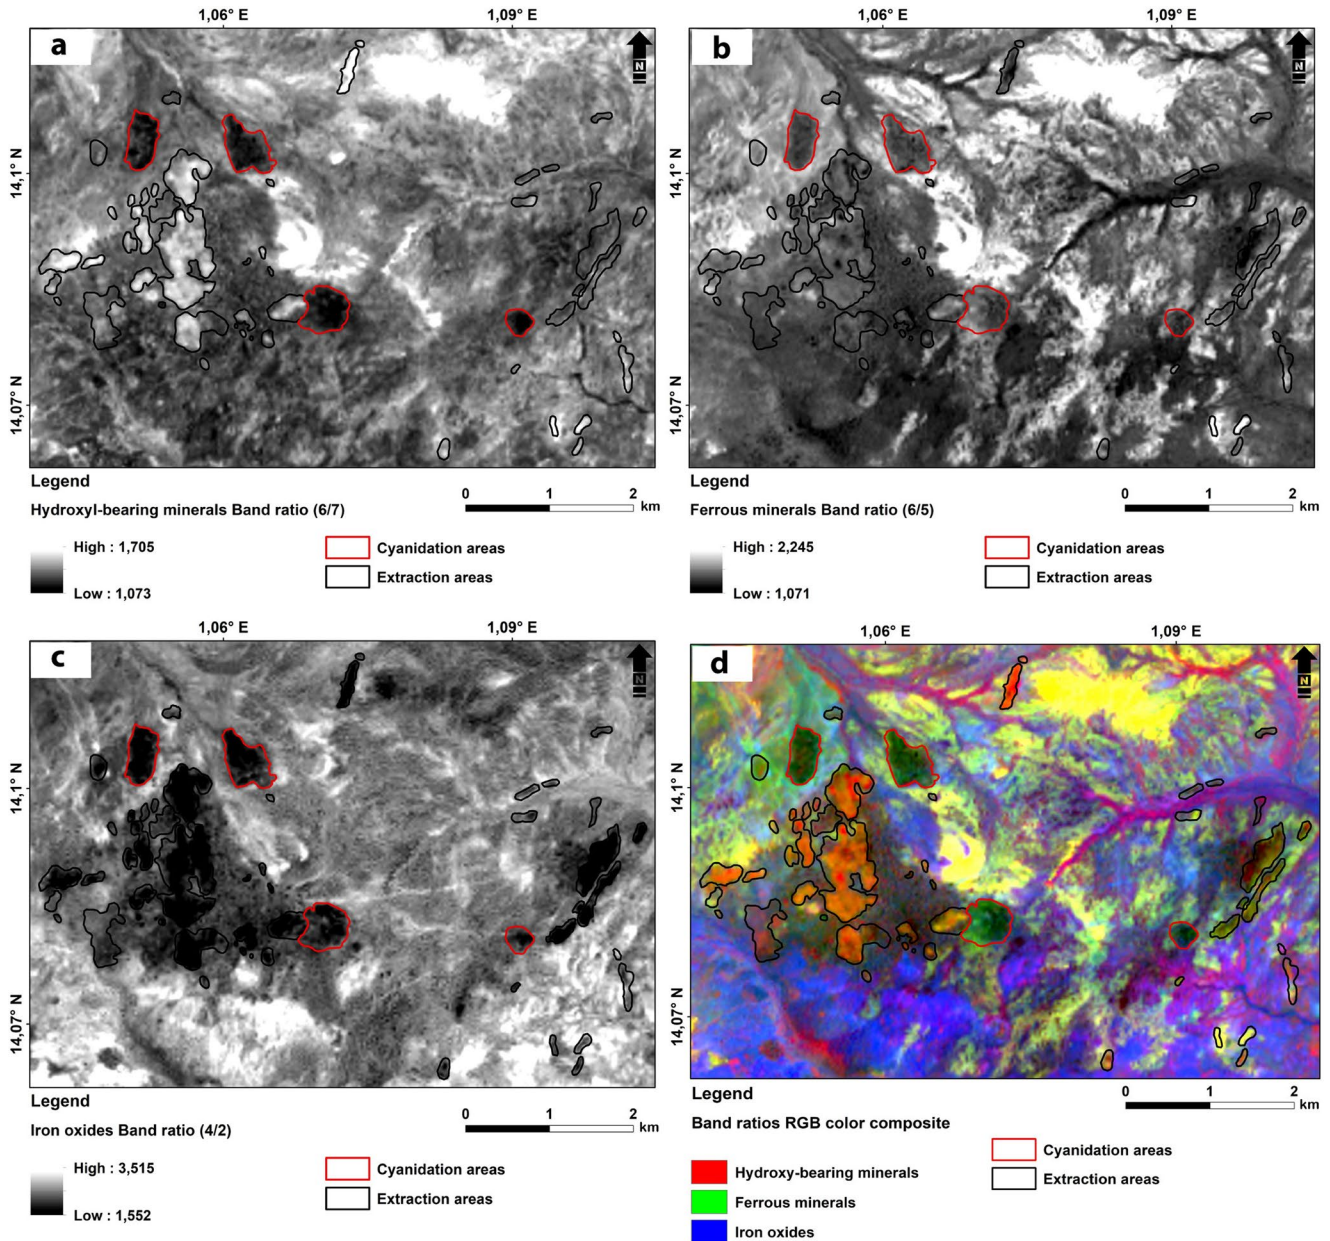 1,06° E 1,09° E
a
N
14,1° N
14,07° N
Legend
Hydroxyl-bearing minerals Band ratio (6/7)
0 1 2
km
High : 1,705
Low : 1,073
Cyanidation areas
Extraction areas
1,06° E 1,09° E
b
N
14,1° N
14,07° N
Legend
Ferrous minerals Band ratio (6/5)
0 1 2
km
High : 2,245
Low : 1,071
Cyanidation areas
Extraction areas
1,06° E 1,09° E
c
N
14,1° N
14,07° N
Legend
Iron oxides Band ratio (4/2)
0 1 2
km
High : 3,515
Low : 1,552
Cyanidation areas
Extraction areas
1,06° E 1,09° E
d
N
14,1° N
14,07° N
Legend
Band ratios RGB color composite
0 1 2
km
Hydroxy-bearing minerals
Ferrous minerals
Iron oxides
Cyanidation areas
Extraction areas